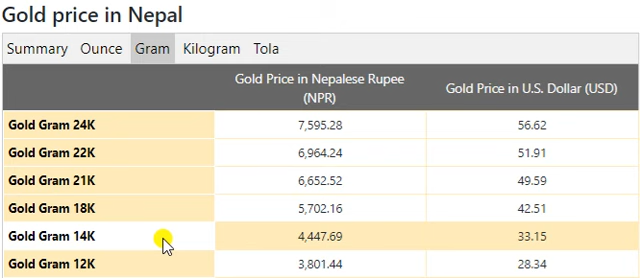 Gold price in Nepal
Summary Ounce Gram Kilogram Tola
Gold Price in Nepalese Rupee (NPR) Gold Price in U.S. Dollar (USD)
Gold Gram 24K 7,595.28 56.62
Gold Gram 22K 6,964.24 51.91
Gold Gram 21K 6,652.52 49.59
Gold Gram 18K 5,702.16 42.51
Gold Gram 14K 4,447.69 33.15
Gold Gram 12K 3,801.44 28.34